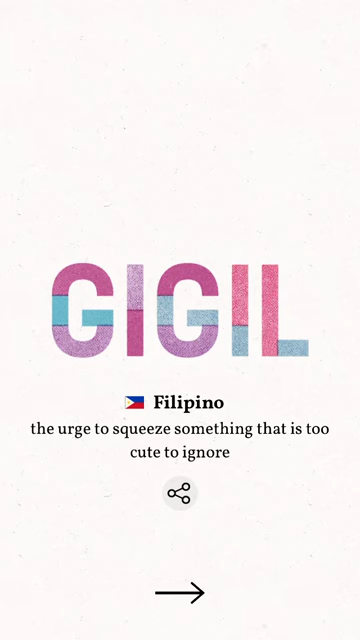 GIGIL
🇵🇭 Filipino
the urge to squeeze something that is too
cute to ignore